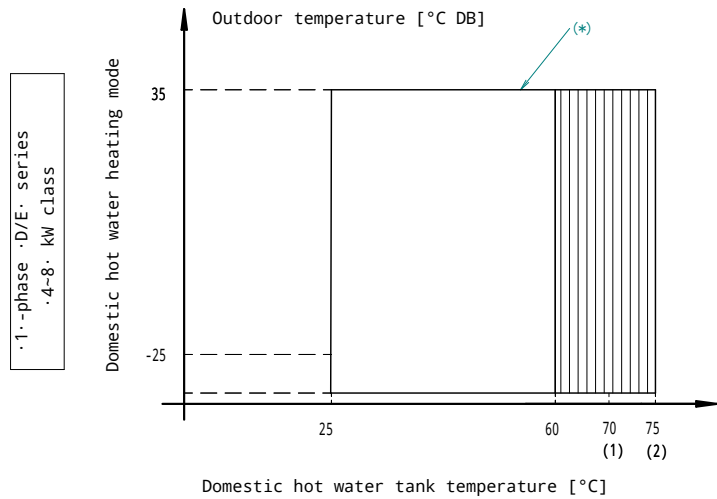 Outdoor temperature [°C DB]
(*)
·1·-phase ·D/E· series
·4~8· kW class
Domestic hot water heating mode
35
-25
25
60
70
75
(1)
(2)
Domestic hot water tank temperature [°C]